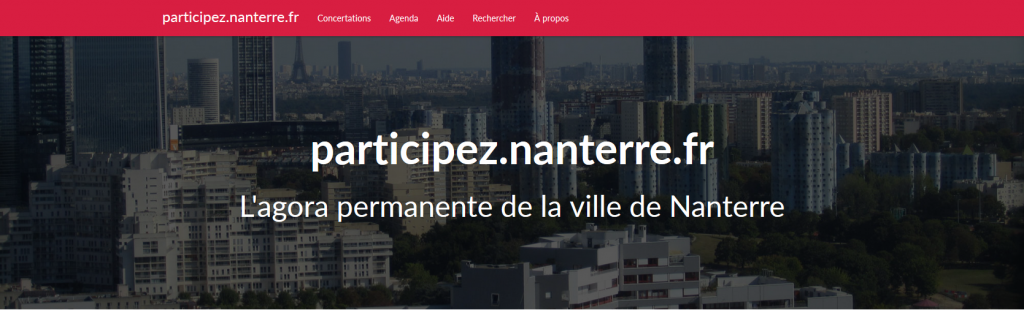 participez.nanterre.fr Concertations Agenda Aide Rechercher À propos
participez.nanterre.fr
L'agora permanente de la ville de Nanterre